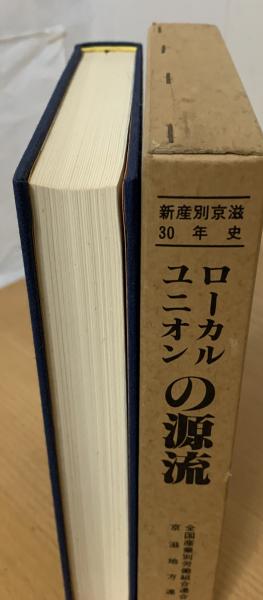 新産別京滋
30年史
ローカル
ユニオン
の源流
全国産業別労働組合連合
京滋地方連